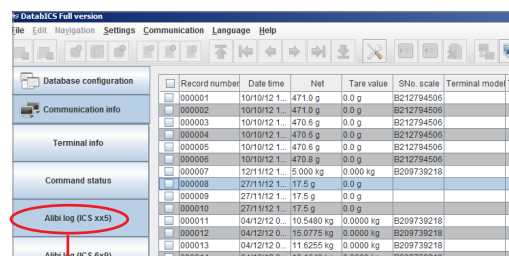 DatabICS Full version
File Edit Navigation Settings Communication Language Help
Database configuration
Communication info
Terminal info
Command status
Alibi log (ICS xx5)
Alibi log (ICS 6x9)
Record number Date time Net Tare value SNo. scale Terminal model
000001 10/10/12 1... 471.0 g 0.0 g B212794506
000002 10/10/12 1... 471.0 g 0.0 g B212794506
000003 10/10/12 1... 470.6 g 0.0 g B212794506
000004 10/10/12 1... 470.6 g 0.0 g B212794506
000005 10/10/12 1... 470.6 g 0.0 g B212794506
000006 10/10/12 1... 470.8 g 0.0 g B212794506
000007 12/11/12 1... 5.000 kg 0.000 kg B209739218
000008 27/11/12 1... 17.5 g 0.0 g
000009 27/11/12 1... 17.5 g 0.0 g
000010 27/11/12 1... 17.5 g 0.0 g
000011 04/12/12 0... 10.5480 kg 0.0000 kg B209739218
000012 04/12/12 0... 15.0775 kg 0.0000 kg B209739218
000013 04/12/12 0... 11.6255 kg 0.0000 kg B209739218